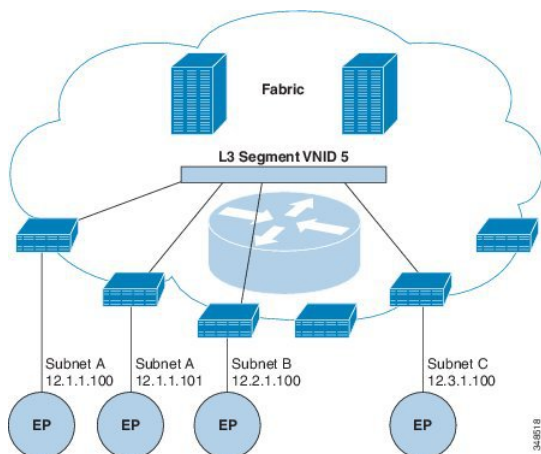 Fabric
L3 Segment VNID 5
Subnet A
12.1.1.100
Subnet A
12.1.1.101
Subnet B
12.2.1.100
Subnet C
12.3.1.100
EP
EP
EP
EP
348518